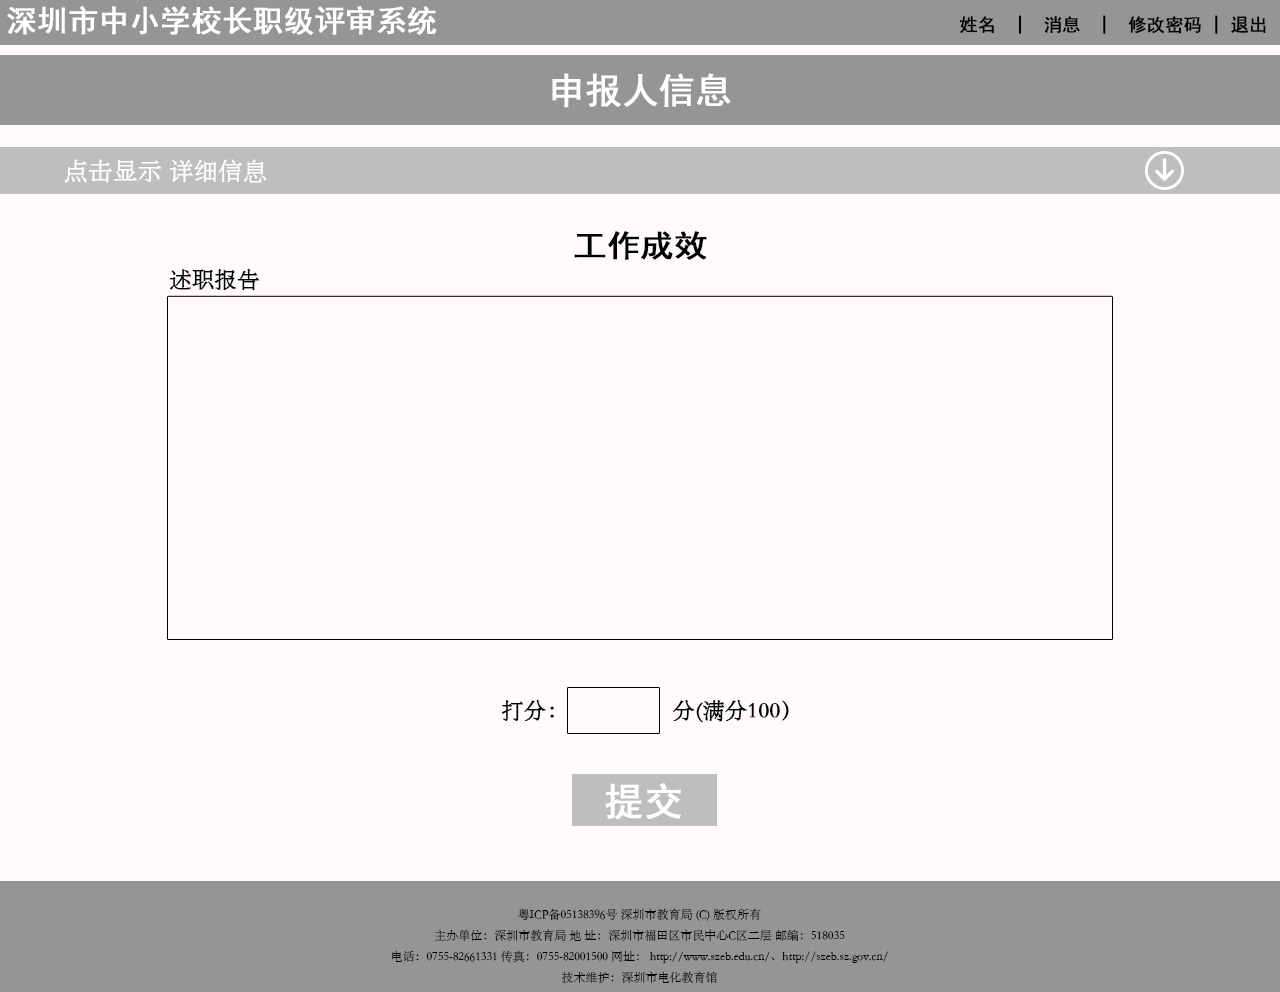 深圳市中小学校长职级评审系统
姓名 | 消息 | 修改密码 | 退出
申报人信息
点击显示 详细信息
工作成效
述职报告
打分： 分(满分100）
提交
粤ICP备05138396号 深圳市教育局 (C) 版权所有
主办单位：深圳市教育局 地 址：深圳市福田区市民中心C区二层 邮编：518035
电话：0755-82661331 传真：0755-82001500 网址： http://www.szeb.edu.cn/、http://szeb.sz.gov.cn/
技术维护：深圳市电化教育馆